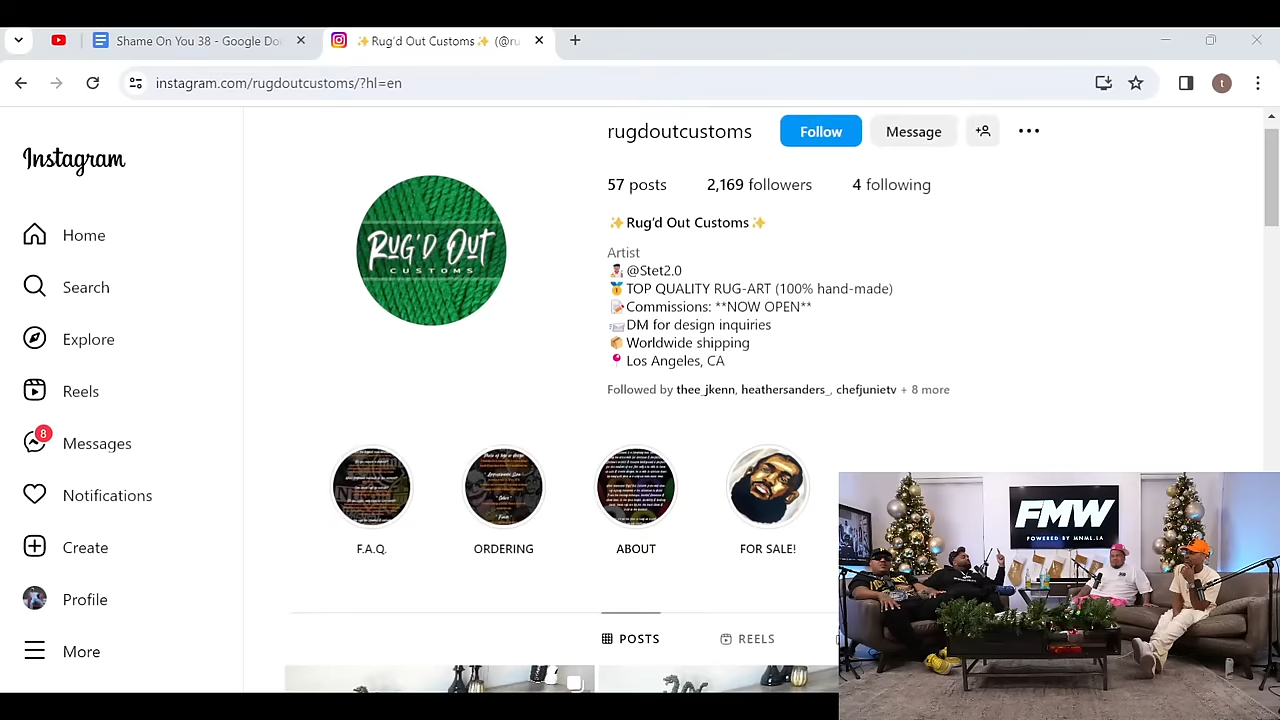 Shame On You 38 - Google Do
✨Rug'd Out Customs✨ (@ru
instagram.com/rugdoutcustoms/?hl=en
t
Instagram
Home
Search
Explore
Reels
8
Messages
Notifications
Create
Profile
More
rugdoutcustoms
Follow
Message
57 posts
2,169 followers
4 following
✨Rug'd Out Customs✨
Artist
@Stet2.0
TOP QUALITY RUG-ART (100% hand-made)
Commissions: **NOW OPEN**
DM for design inquiries
Worldwide shipping
Los Angeles, CA
Followed by thee_jkenn, heathersanders_, chefjunietv + 8 more
RUG'D OUT
CUSTOMS
F.A.Q.
ORDERING
ABOUT
FOR SALE!
POSTS
REELS
FMW
POWERED BY MNML.LA